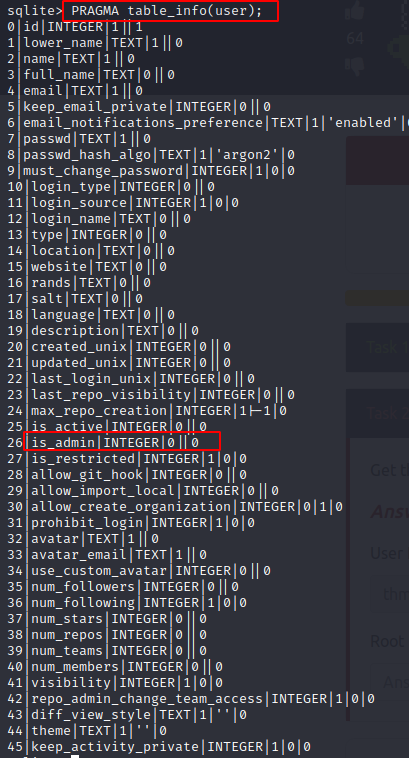 sqlite> PRAGMA table_info(user);
0|id|INTEGER|1||1
1|lower_name|TEXT|1||0
2|name|TEXT|1||0
3|full_name|TEXT|0||0
4|email|TEXT|1||0
5|keep_email_private|INTEGER|0||0
6|email_notifications_preference|TEXT|1|'enabled'|0
7|passwd|TEXT|1||0
8|passwd_hash_algo|TEXT|1|'argon2'|0
9|must_change_password|INTEGER|1|0|0
10|login_type|INTEGER|0||0
11|login_source|INTEGER|1|0|0
12|login_name|TEXT|0||0
13|type|INTEGER|0||0
14|location|TEXT|0||0
15|website|TEXT|0||0
16|rands|TEXT|0||0
17|salt|TEXT|0||0
18|language|TEXT|0||0
19|description|TEXT|0||0
20|created_unix|INTEGER|0||0
21|updated_unix|INTEGER|0||0
22|last_login_unix|INTEGER|0||0
23|last_repo_visibility|INTEGER|0||0
24|max_repo_creation|INTEGER|1|-1|0
25|is_active|INTEGER|0||0
26|is_admin|INTEGER|0||0
27|is_restricted|INTEGER|1|0|0
28|allow_git_hook|INTEGER|0||0
29|allow_import_local|INTEGER|0||0
30|allow_create_organization|INTEGER|0|1|0
31|prohibit_login|INTEGER|1|0|0
32|avatar|TEXT|1||0
33|avatar_email|TEXT|1||0
34|use_custom_avatar|INTEGER|0||0
35|num_followers|INTEGER|0||0
36|num_following|INTEGER|1|0|0
37|num_stars|INTEGER|0||0
38|num_repos|INTEGER|0||0
39|num_teams|INTEGER|0||0
40|num_members|INTEGER|0||0
41|visibility|INTEGER|1|0|0
42|repo_admin_change_team_access|INTEGER|1|0|0
43|diff_view_style|TEXT|1|''|0
44|theme|TEXT|1|''|0
45|keep_activity_private|INTEGER|1|0|0
64
Task
Task
Get th
Answ
User
thm
Root
Ans